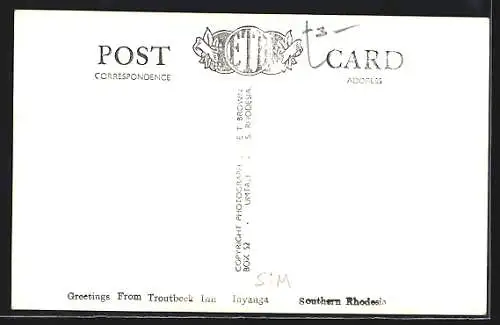 POST CARD
CORRESPONDENCE ADDRESS
COPYRIGHT PHOTOGRAPH : E. T. BROWN,
BOX 52 . UMTALI . S. RHODESIA.
SIM
Greetings From Troutbeck Inn Inyanga Southern Rhodesia